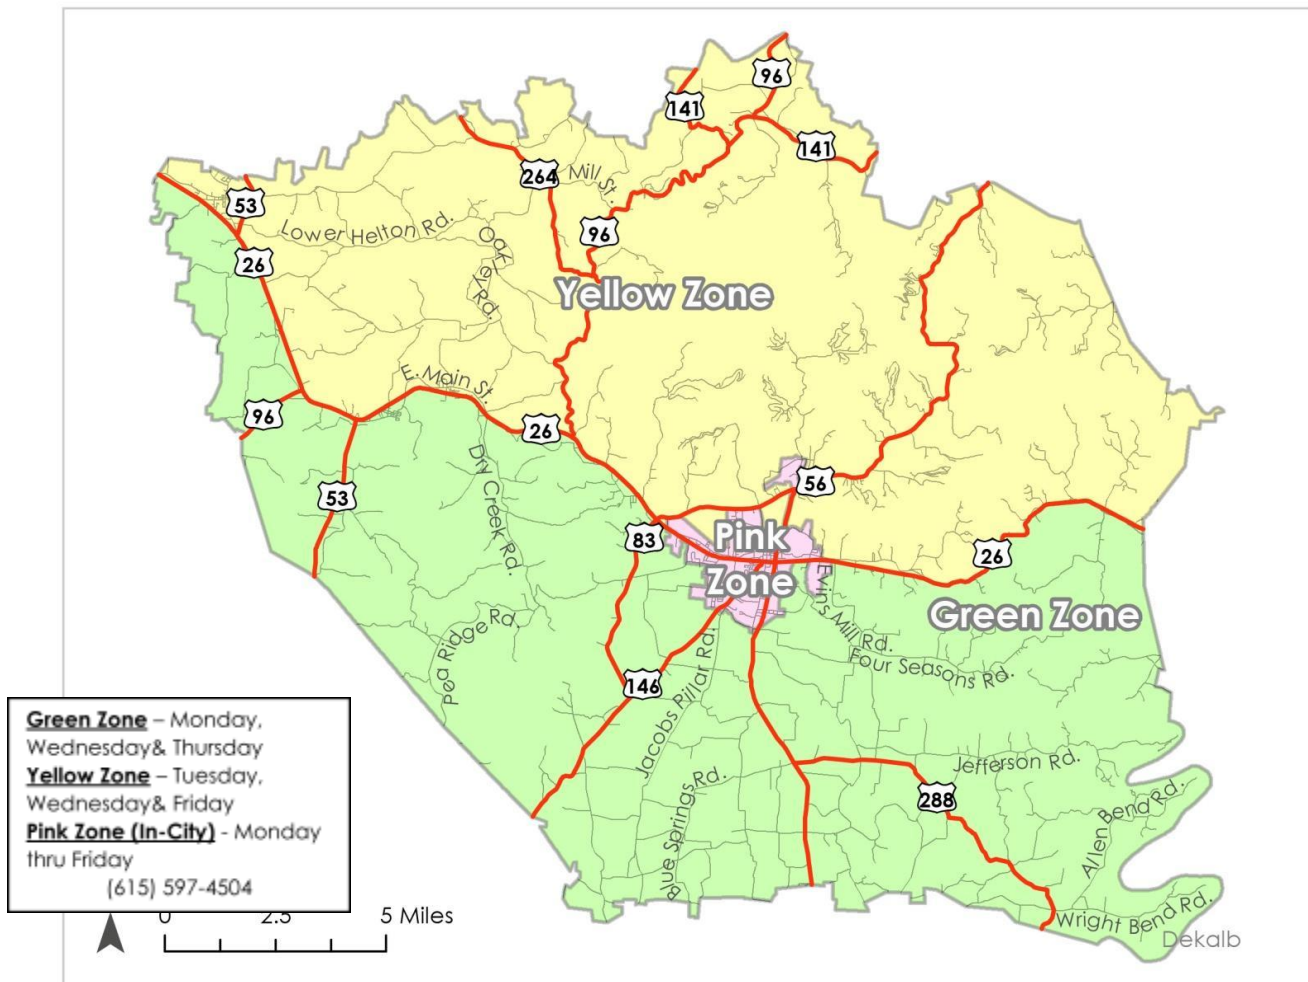 96
141
141
264
Mill St.
53
Lower Helton Rd.
Oakley Rd.
96
26
Yellow Zone
E. Main St.
96
26
53
Dry Creek Rd.
56
83
Pink
Zone
26
Evins Mill Rd.
Green Zone
Four Seasons Rd.
Pea Ridge Rd.
146
Jacobs Pillar Rd.
Blue Springs Rd.
Jefferson Rd.
288
Allen Bend Rd.
Wright Bend Rd.
Dekalb
Green Zone – Monday,
Wednesday& Thursday
Yellow Zone – Tuesday,
Wednesday& Friday
Pink Zone (In-City) - Monday
thru Friday
(615) 597-4504
0 2.5 5 Miles